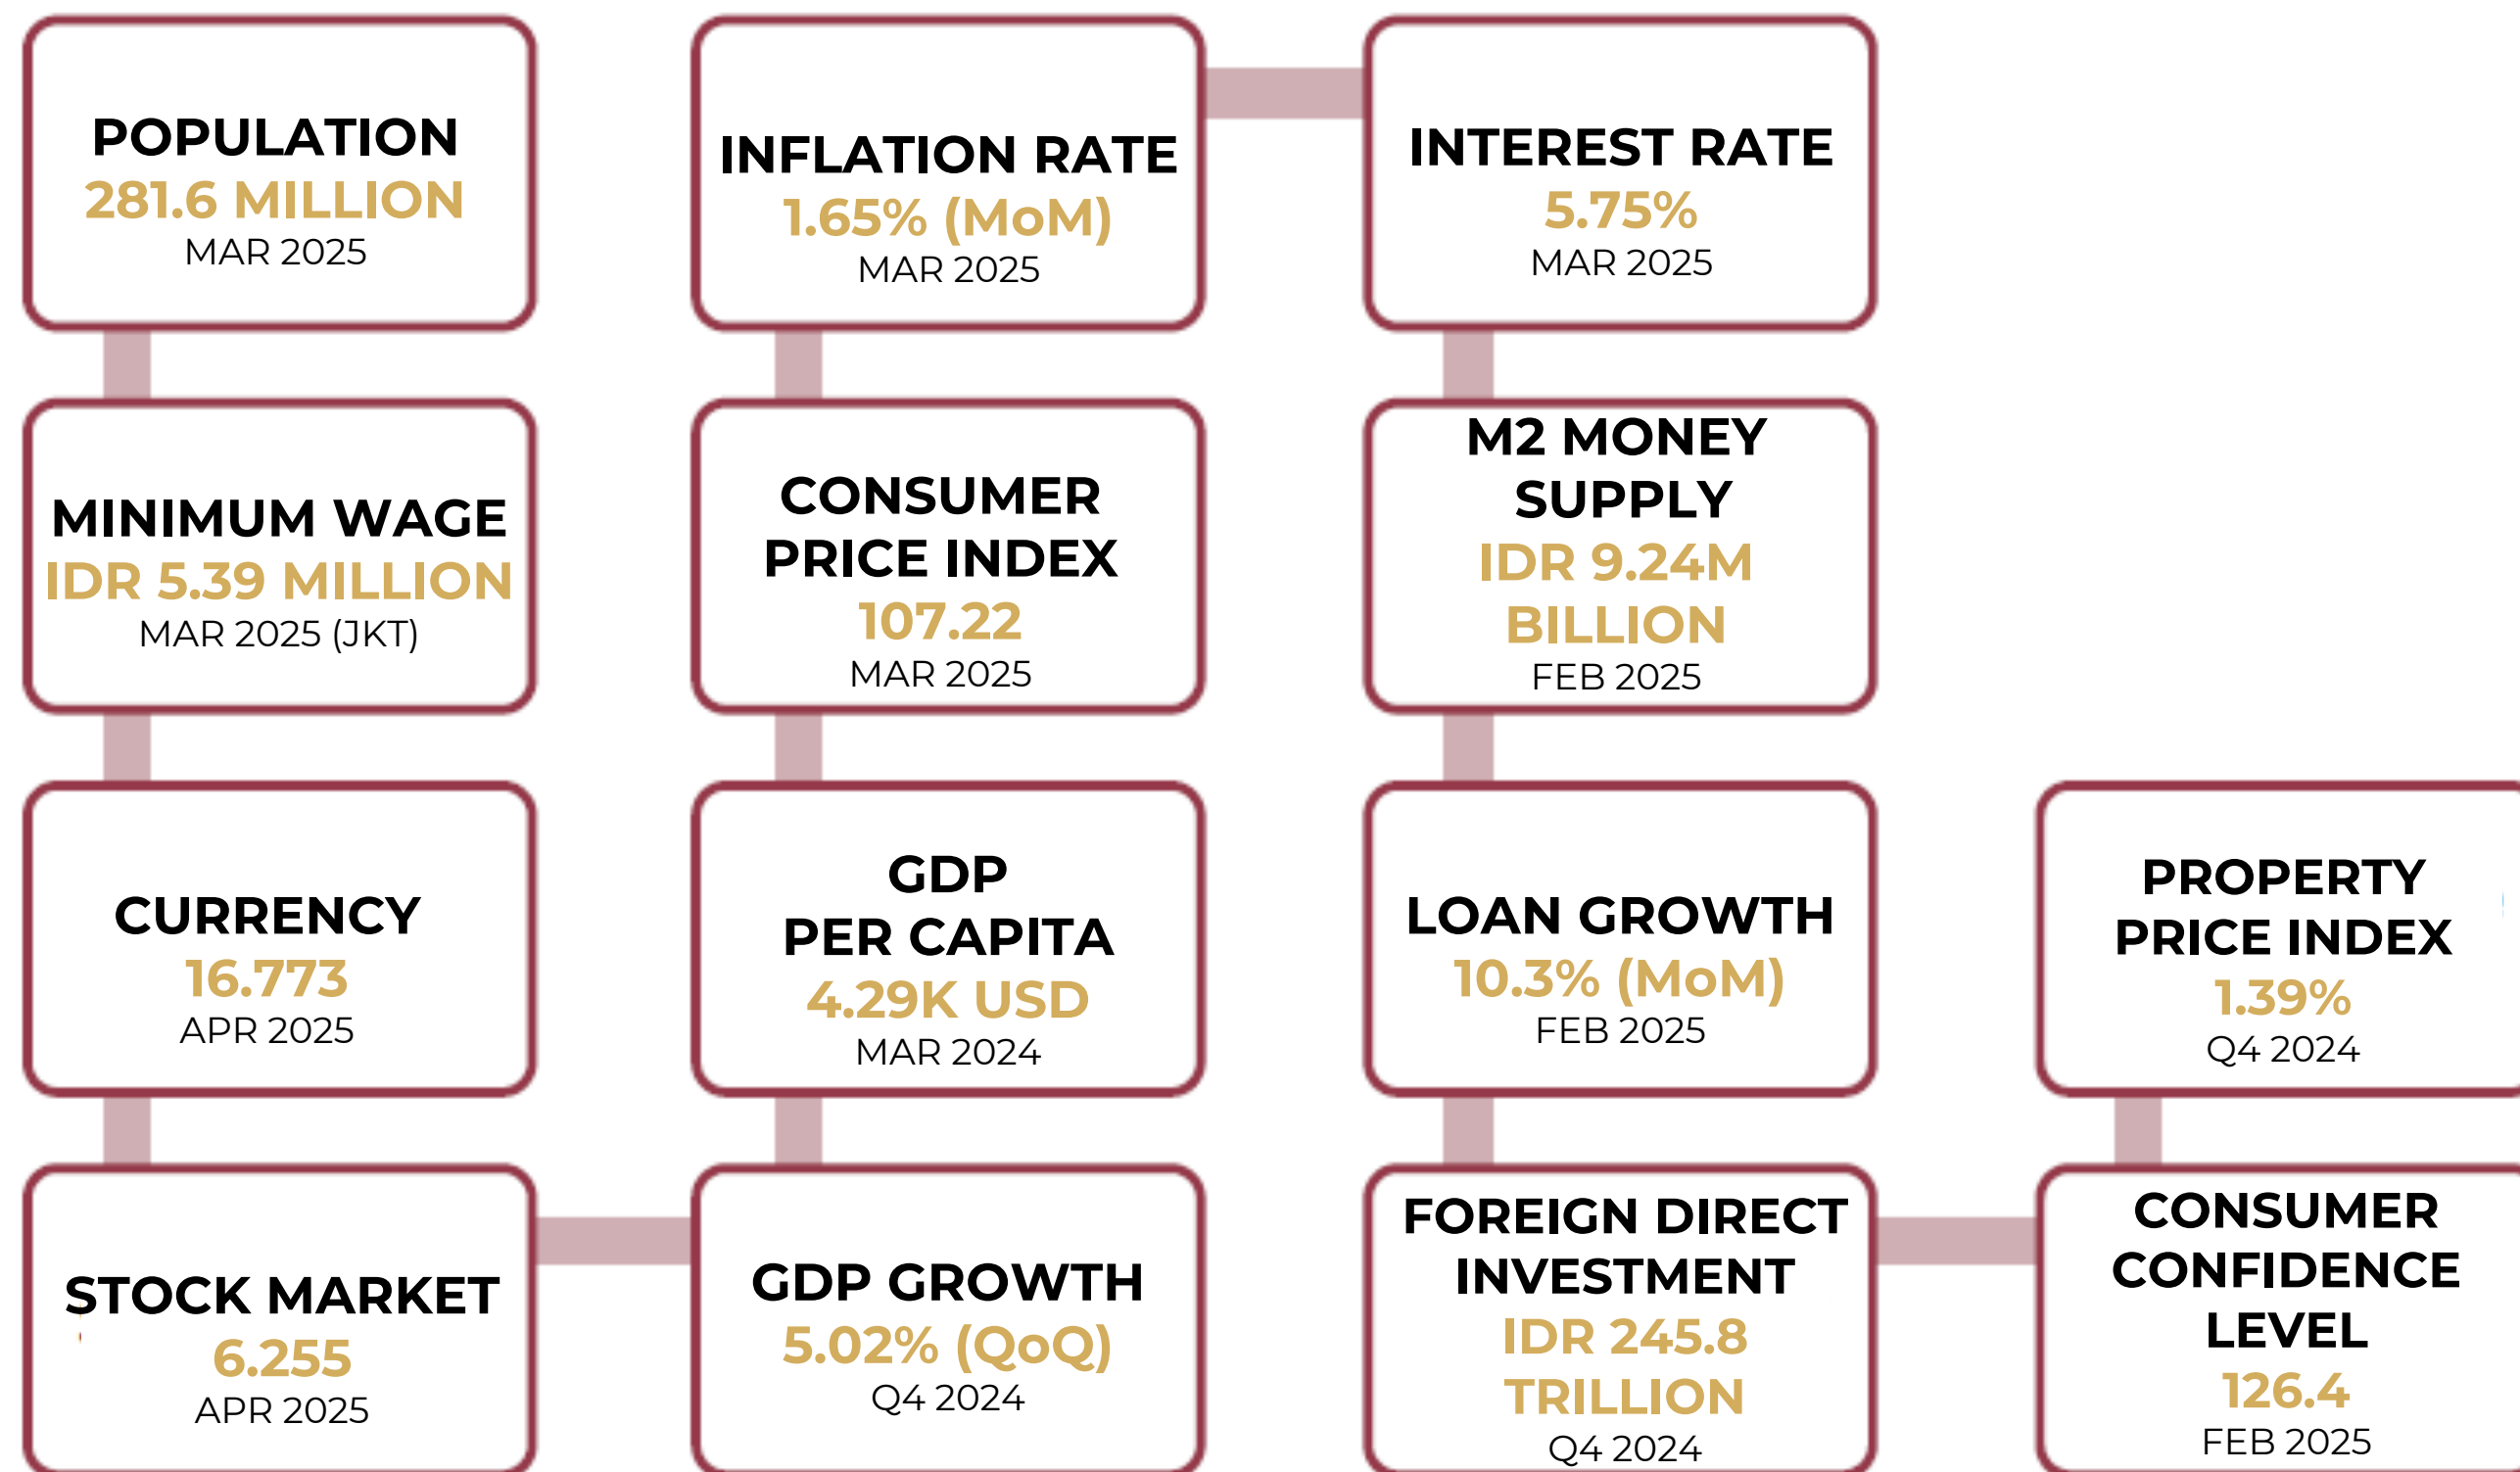 POPULATION
281.6 MILLION
MAR 2025
MINIMUM WAGE
IDR 5.39 MILLION
MAR 2025 (JKT)
CURRENCY
16.773
APR 2025
STOCK MARKET
6.255
APR 2025
INFLATION RATE
1.65% (MoM)
MAR 2025
CONSUMER
PRICE INDEX
107.22
MAR 2025
GDP
PER CAPITA
4.29K USD
MAR 2024
GDP GROWTH
5.02% (QoQ)
Q4 2024
INTEREST RATE
5.75%
MAR 2025
M2 MONEY
SUPPLY
IDR 9.24M
BILLION
FEB 2025
LOAN GROWTH
10.3% (MoM)
FEB 2025
FOREIGN DIRECT
INVESTMENT
IDR 245.8
TRILLION
Q4 2024
PROPERTY
PRICE INDEX
1.39%
Q4 2024
CONSUMER
CONFIDENCE
LEVEL
126.4
FEB 2025